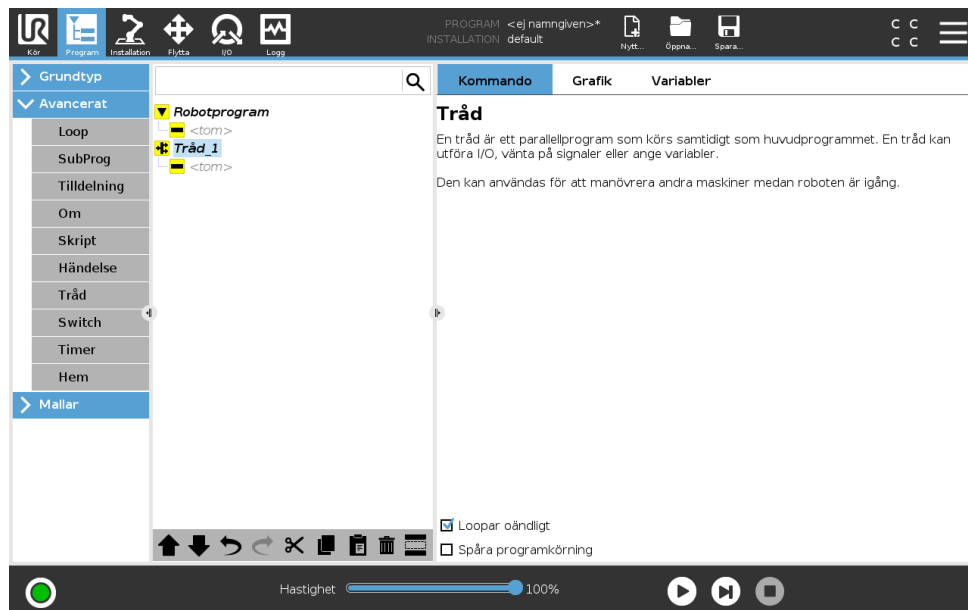 UR
PROGRAM <ej namngiven>*
INSTALLATION default
Kör Program Installation Flytta I/O Logg Nytt... Öppna... Spara...
C C
C C
Grundtyp
Avancerat
Loop
SubProg
Tilldelning
Om
Skript
Händelse
Tråd
Switch
Timer
Hem
Mallar
Robotprogram
<tom>
Tråd_1
<tom>
Kommando Grafik Variabler
Tråd
En tråd är ett parallellprogram som körs samtidigt som huvudprogrammet. En tråd kan
utföra I/O, vänta på signaler eller ange variabler.
Den kan användas för att manövrera andra maskiner medan roboten är igång.
Loopar oändligt
Spåra programkörning
Hastighet 100%